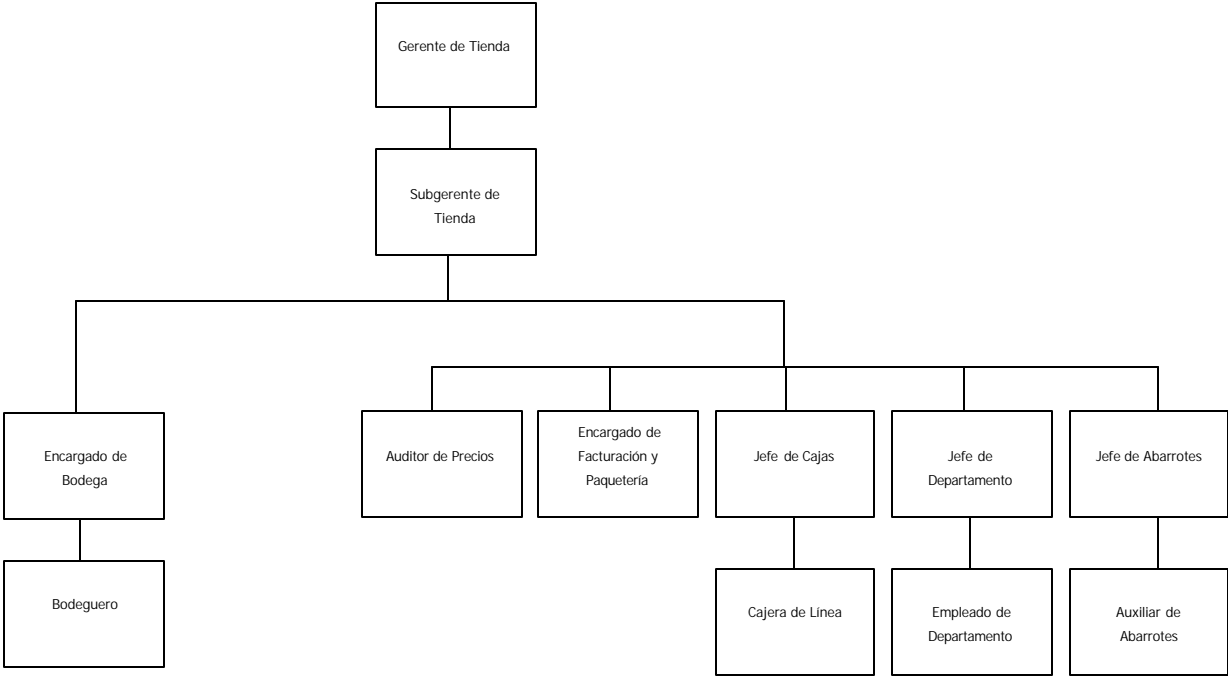 Gerente de Tienda
Subgerente de
Tienda
Encargado de
Bodega
Auditor de Precios
Encargado de
Facturación y
Paquetería
Jefe de Cajas
Jefe de
Departamento
Jefe de Abarrotes
Bodeguero
Cajera de Línea
Empleado de
Departamento
Auxiliar de
Abarrotes